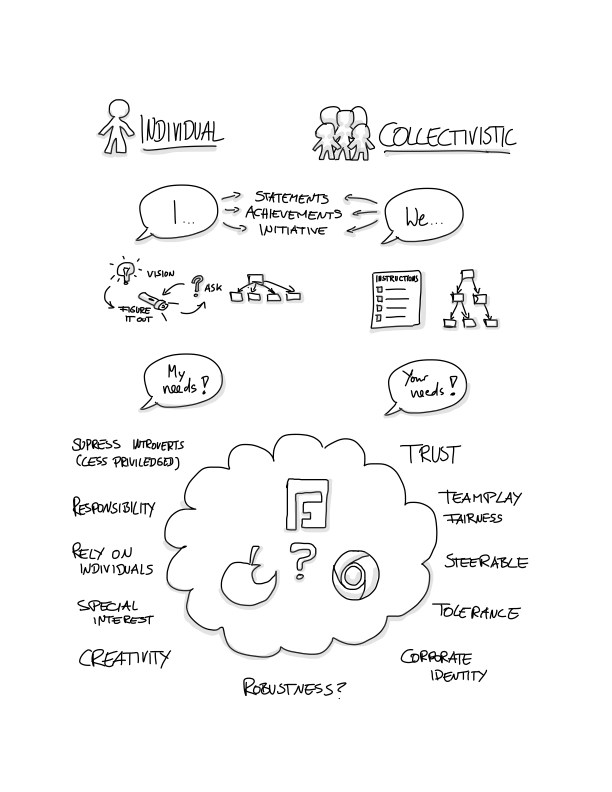 INDIVIDUAL
COLLECTIVISTIC
I...
STATEMENTS
ACHIEVEMENTS
INITIATIVE
We...
VISION
FIGURE
IT OUT
ASK
INSTRUCTIONS
My
needs!
Your
needs!
SUPRESS INTROVERTS
(LESS PRIVILEDGED)
RESPONSIBILITY
RELY ON
INDIVIDUALS
SPECIAL
INTEREST
CREATIVITY
?
TRUST
TEAMPLAY
FAIRNESS
STEERABLE
TOLERANCE
CORPORATE
IDENTITY
ROBUSTNESS?